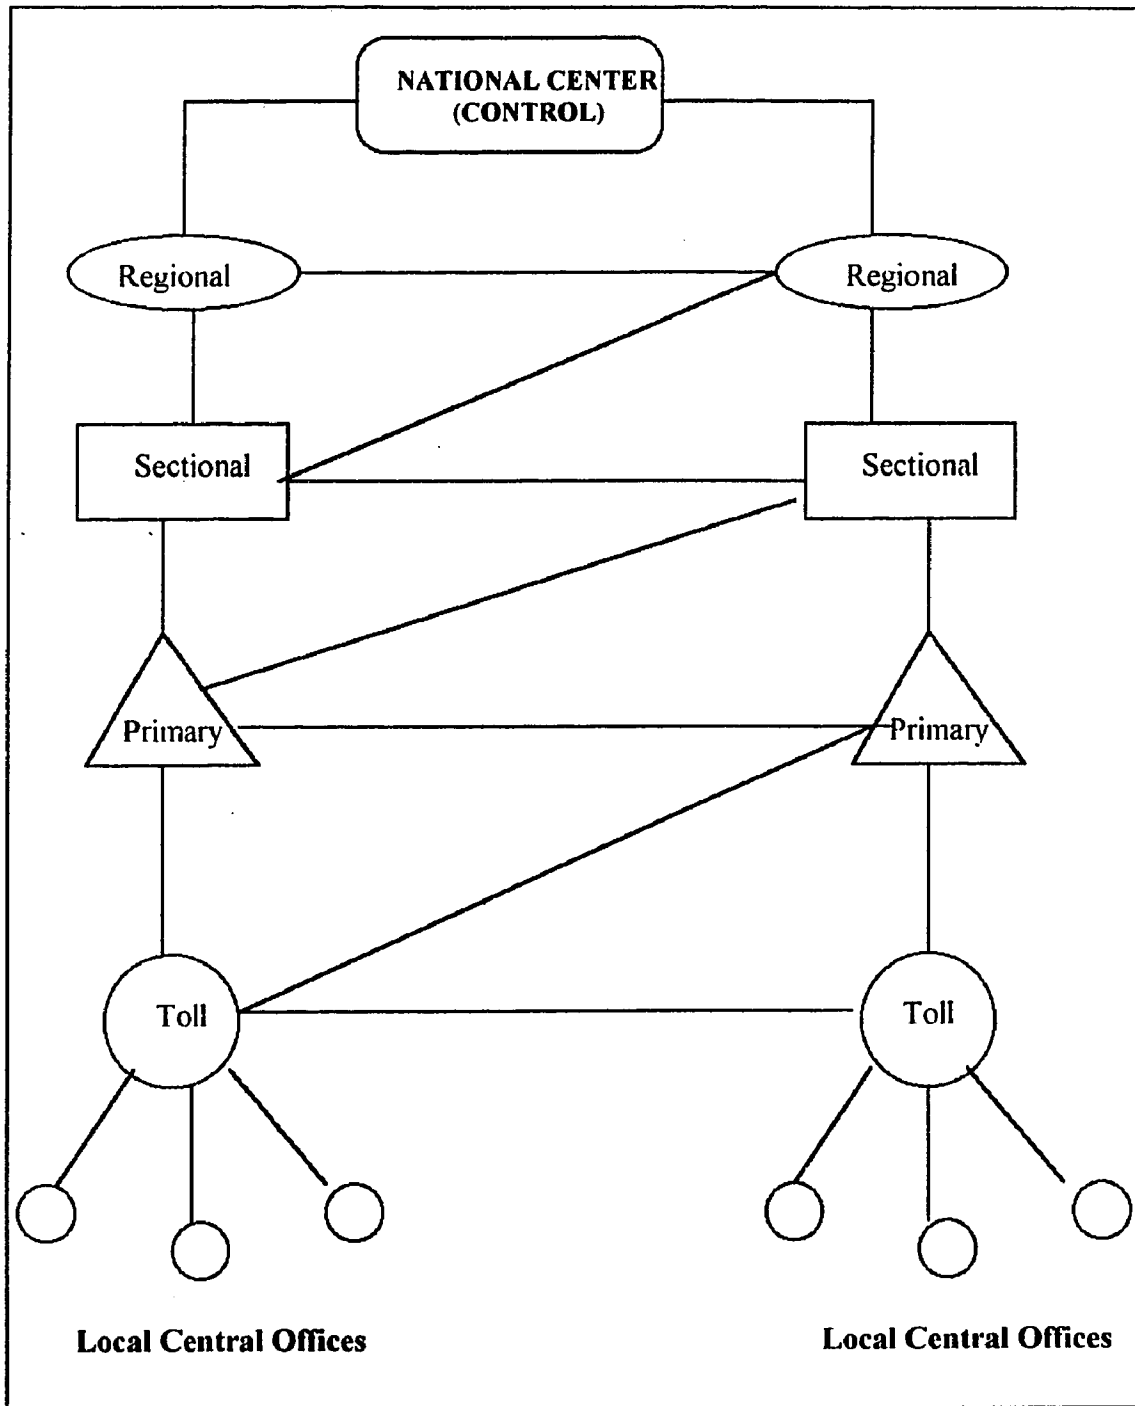 NATIONAL CENTER
(CONTROL)
Regional
Regional
Sectional
Sectional
Primary
Primary
Toll
Toll
Local Central Offices
Local Central Offices